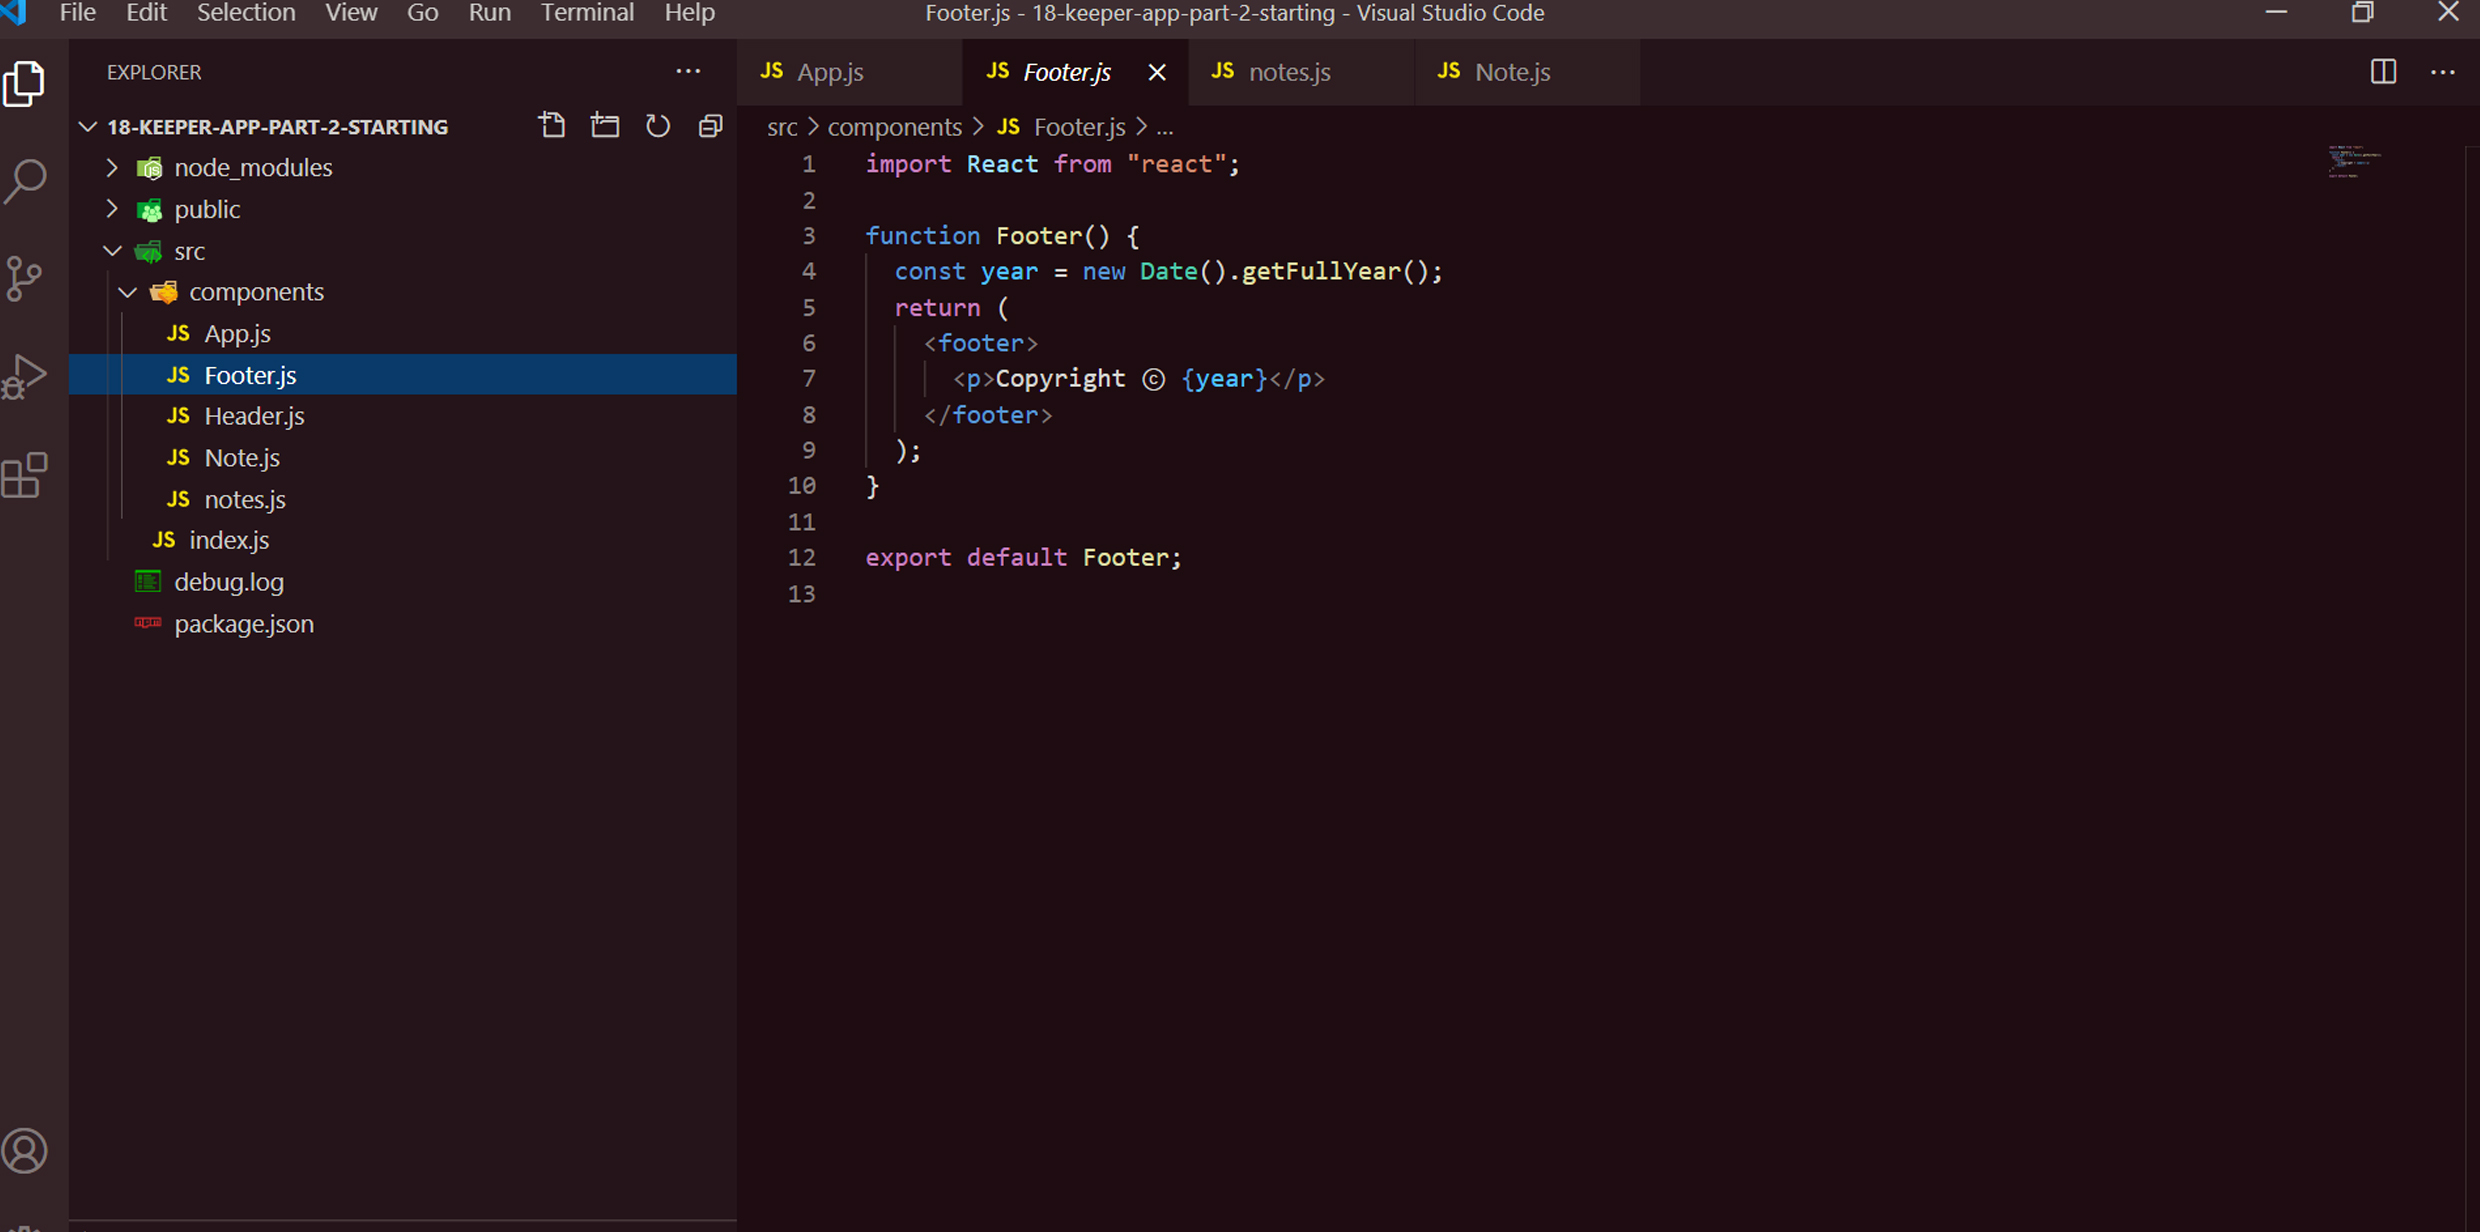 File Edit Selection View Go Run Terminal Help Footer.js - 18-keeper-app-part-2-starting - Visual Studio Code
EXPLORER
JS App.js JS Footer.js JS notes.js JS Note.js
18-KEEPER-APP-PART-2-STARTING
src > components > JS Footer.js > ...
node_modules
public
src
components
JS App.js
JS Footer.js
JS Header.js
JS Note.js
JS notes.js
JS index.js
debug.log
package.json
1 import React from "react";
2
3 function Footer() {
4 const year = new Date().getFullYear();
5 return (
6 <footer>
7 <p>Copyright ⓒ {year}</p>
8 </footer>
9 );
10 }
11
12 export default Footer;
13